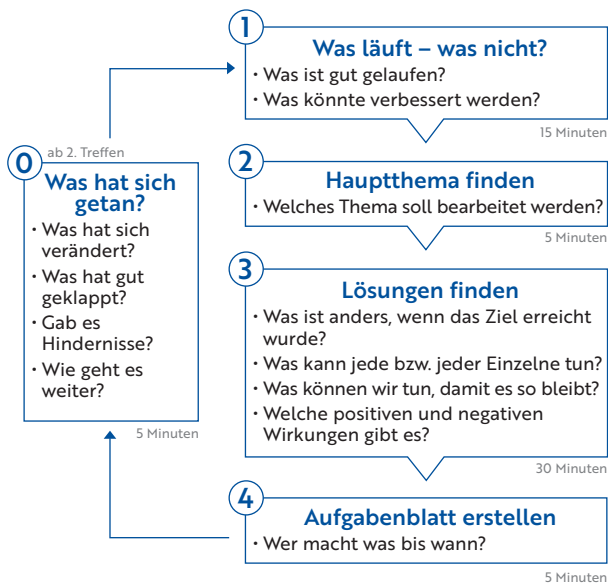 1
Was läuft – was nicht?
· Was ist gut gelaufen?
· Was könnte verbessert werden?
15 Minuten
ab 2. Treffen
0
Was hat sich
getan?
· Was hat sich
verändert?
· Was hat gut
geklappt?
· Gab es
Hindernisse?
· Wie geht es
weiter?
5 Minuten
2
Hauptthema finden
· Welches Thema soll bearbeitet werden?
5 Minuten
3
Lösungen finden
· Was ist anders, wenn das Ziel erreicht
wurde?
· Was kann jede bzw. jeder Einzelne tun?
· Was können wir tun, damit es so bleibt?
· Welche positiven und negativen
Wirkungen gibt es?
30 Minuten
4
Aufgabenblatt erstellen
· Wer macht was bis wann?
5 Minuten